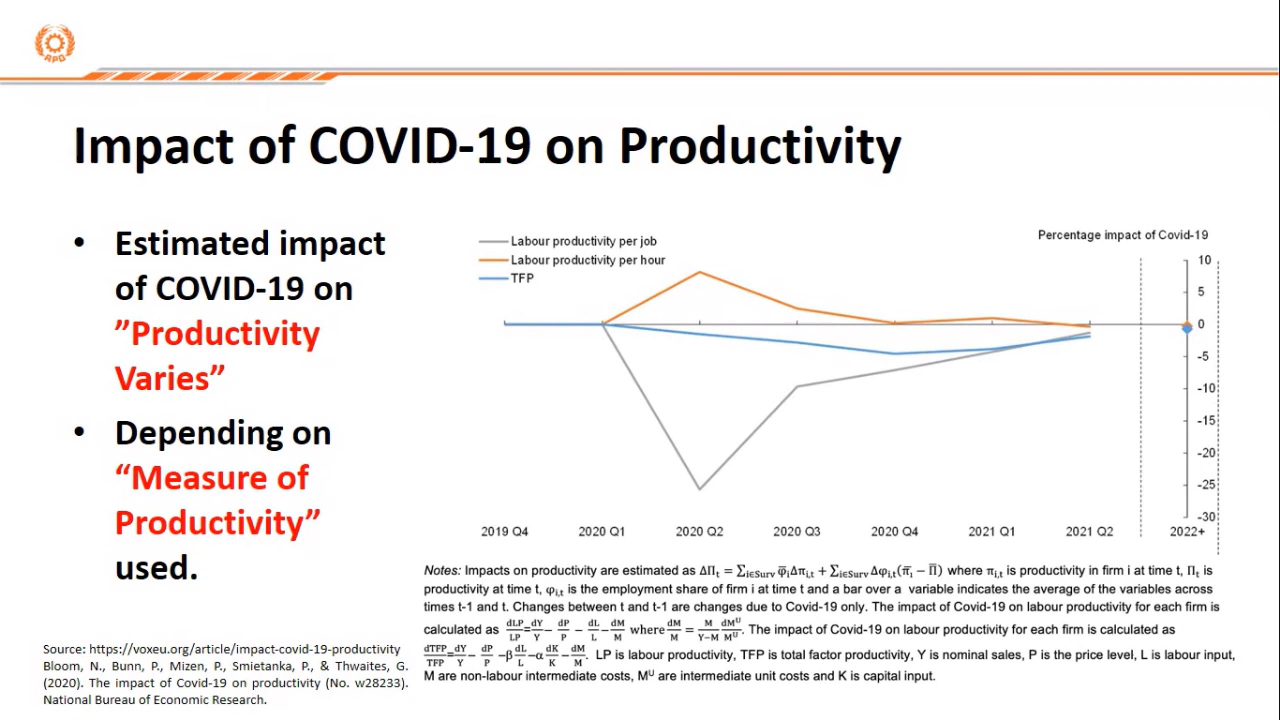 APO
Impact of COVID-19 on Productivity
• Estimated impact
of COVID-19 on
”Productivity
Varies”
• Depending on
“Measure of
Productivity”
used.
Source: https://voxeu.org/article/impact-covid-19-productivity
Bloom, N., Bunn, P., Mizen, P., Smietanka, P., & Thwaites, G.
(2020). The impact of Covid-19 on productivity (No. w28233).
National Bureau of Economic Research.
Labour productivity per job
Labour productivity per hour
TFP
Percentage impact of Covid-19
10
5
0
-5
-10
-15
-20
-25
-30
2019 Q4 2020 Q1 2020 Q2 2020 Q3 2020 Q4 2021 Q1 2021 Q2 2022+
Notes: Impacts on productivity are estimated as ΔΠₜ = ∑i∈Surv φ̅ᵢΔπi,t + ∑i∈Surv Δφi,t(π̅ᵢ − Π̅) where πi,t is productivity in firm i at time t, Πₜ is
productivity at time t, φi,t is the employment share of firm i at time t and a bar over a variable indicates the average of the variables across
times t-1 and t. Changes between t and t-1 are changes due to Covid-19 only. The impact of Covid-19 on labour productivity for each firm is
calculated as dLP/LP=dY/Y− dP/P − dL/L−dM/M where dM/M = M/(Y−M) dMᵁ/Mᵁ. The impact of Covid-19 on labour productivity for each firm is calculated as
dTFP/TFP=dY/Y− dP/P −β dL/L−α dK/K− dM/M. LP is labour productivity, TFP is total factor productivity, Y is nominal sales, P is the price level, L is labour input,
M are non-labour intermediate costs, Mᵁ are intermediate unit costs and K is capital input.